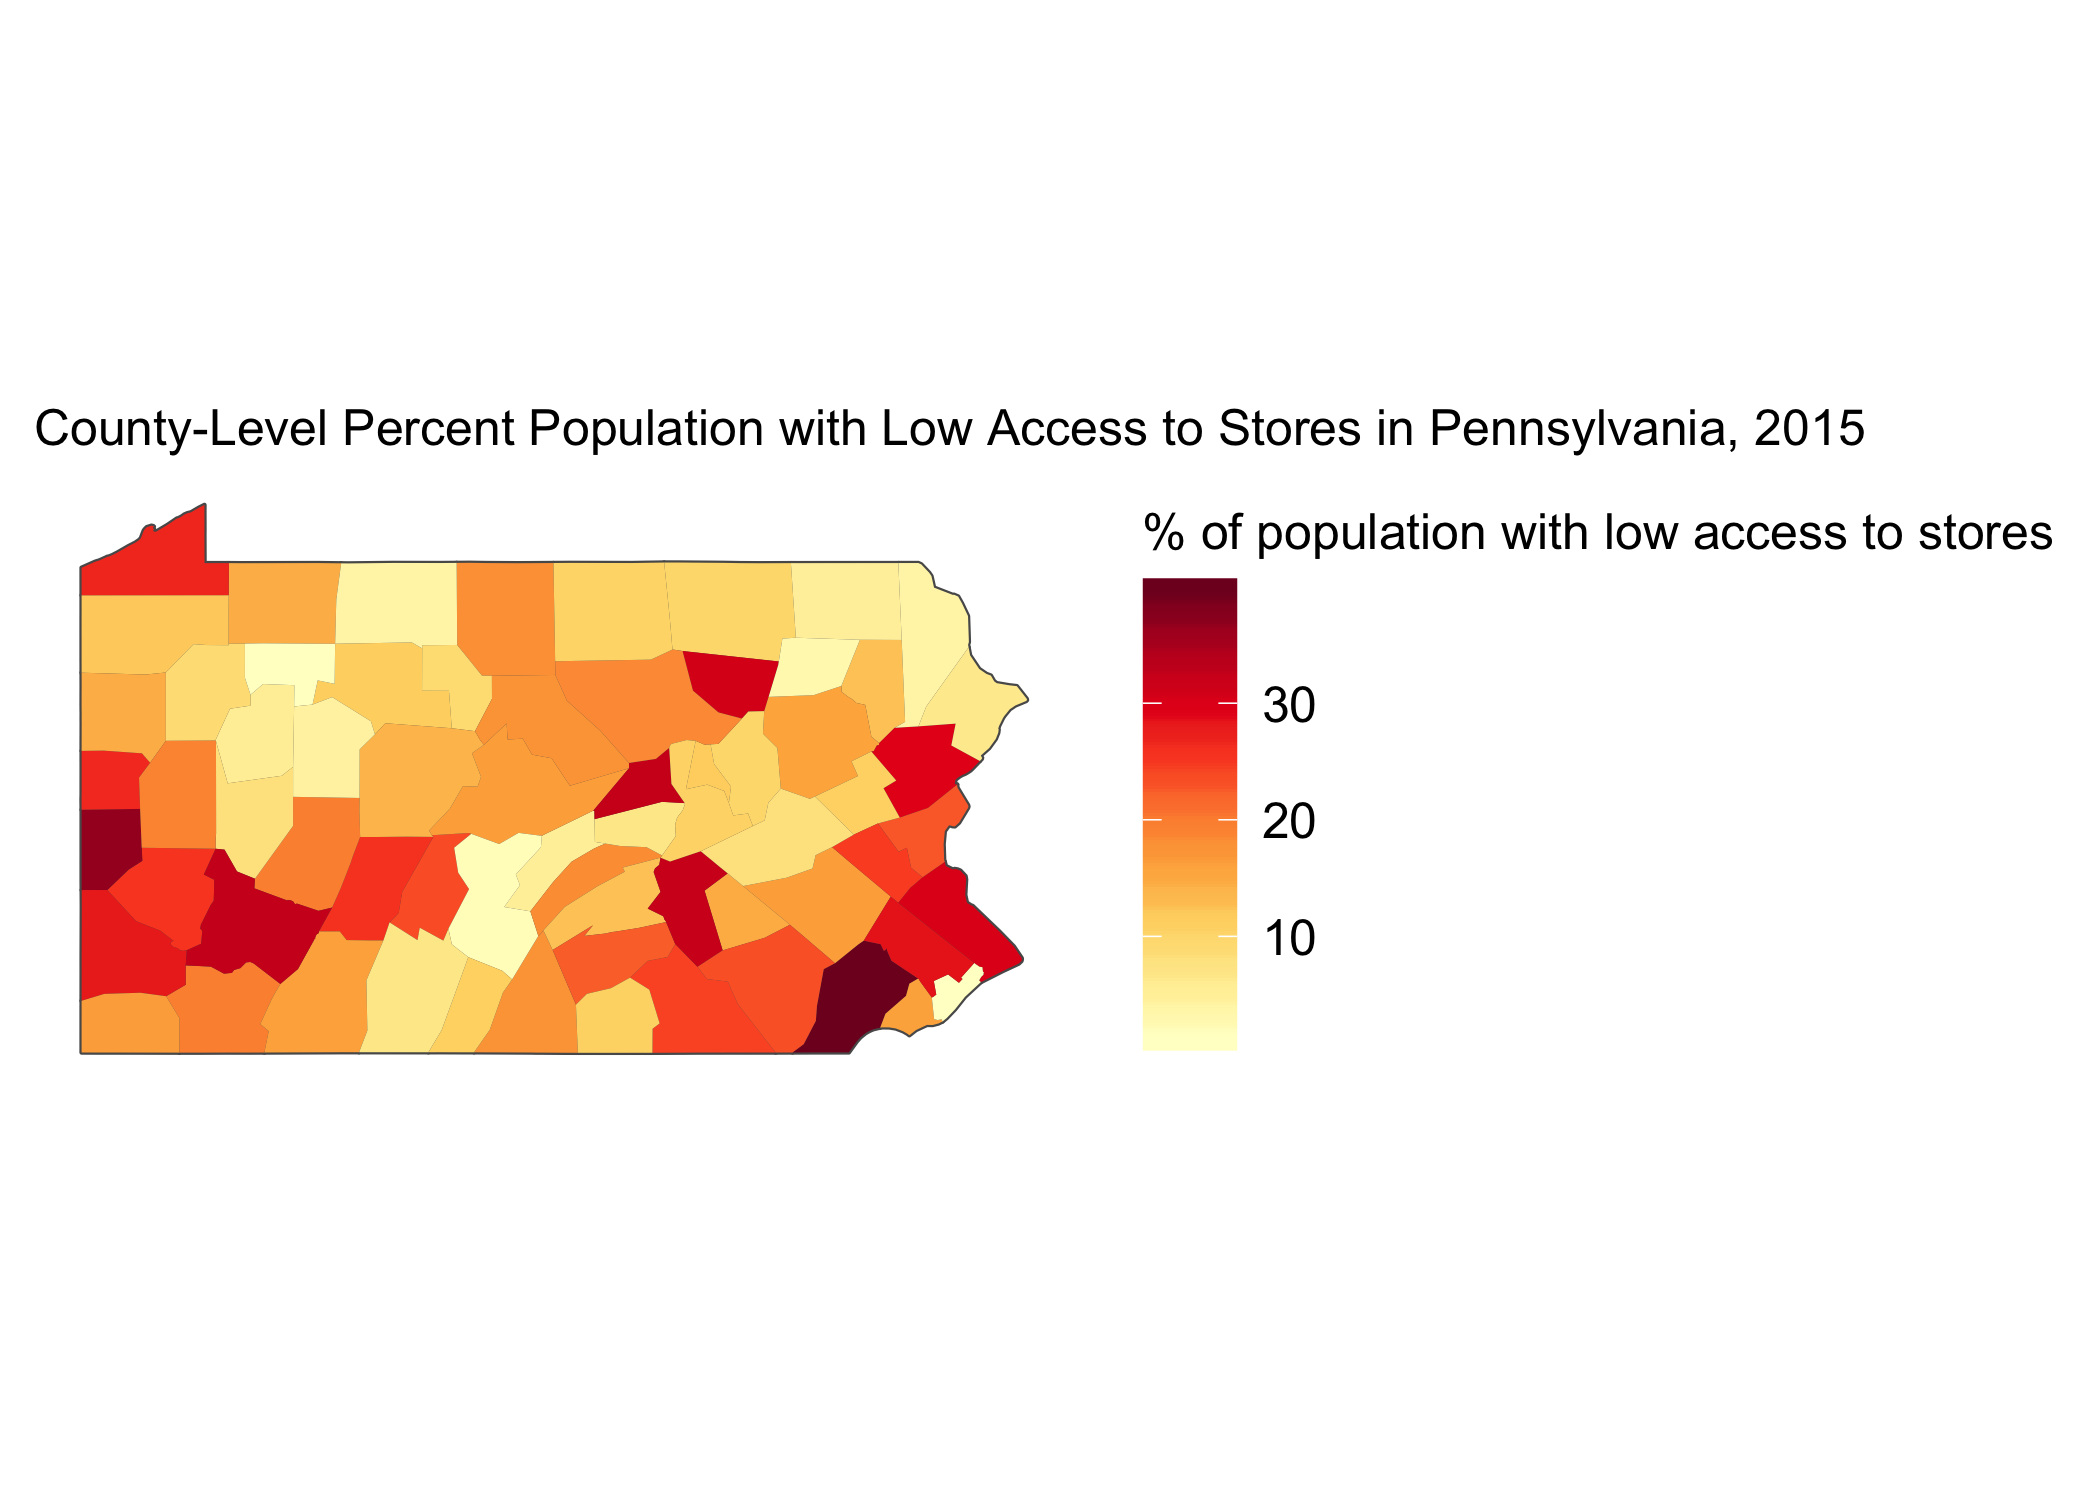 County-Level Percent Population with Low Access to Stores in Pennsylvania, 2015
% of population with low access to stores
30
20
10